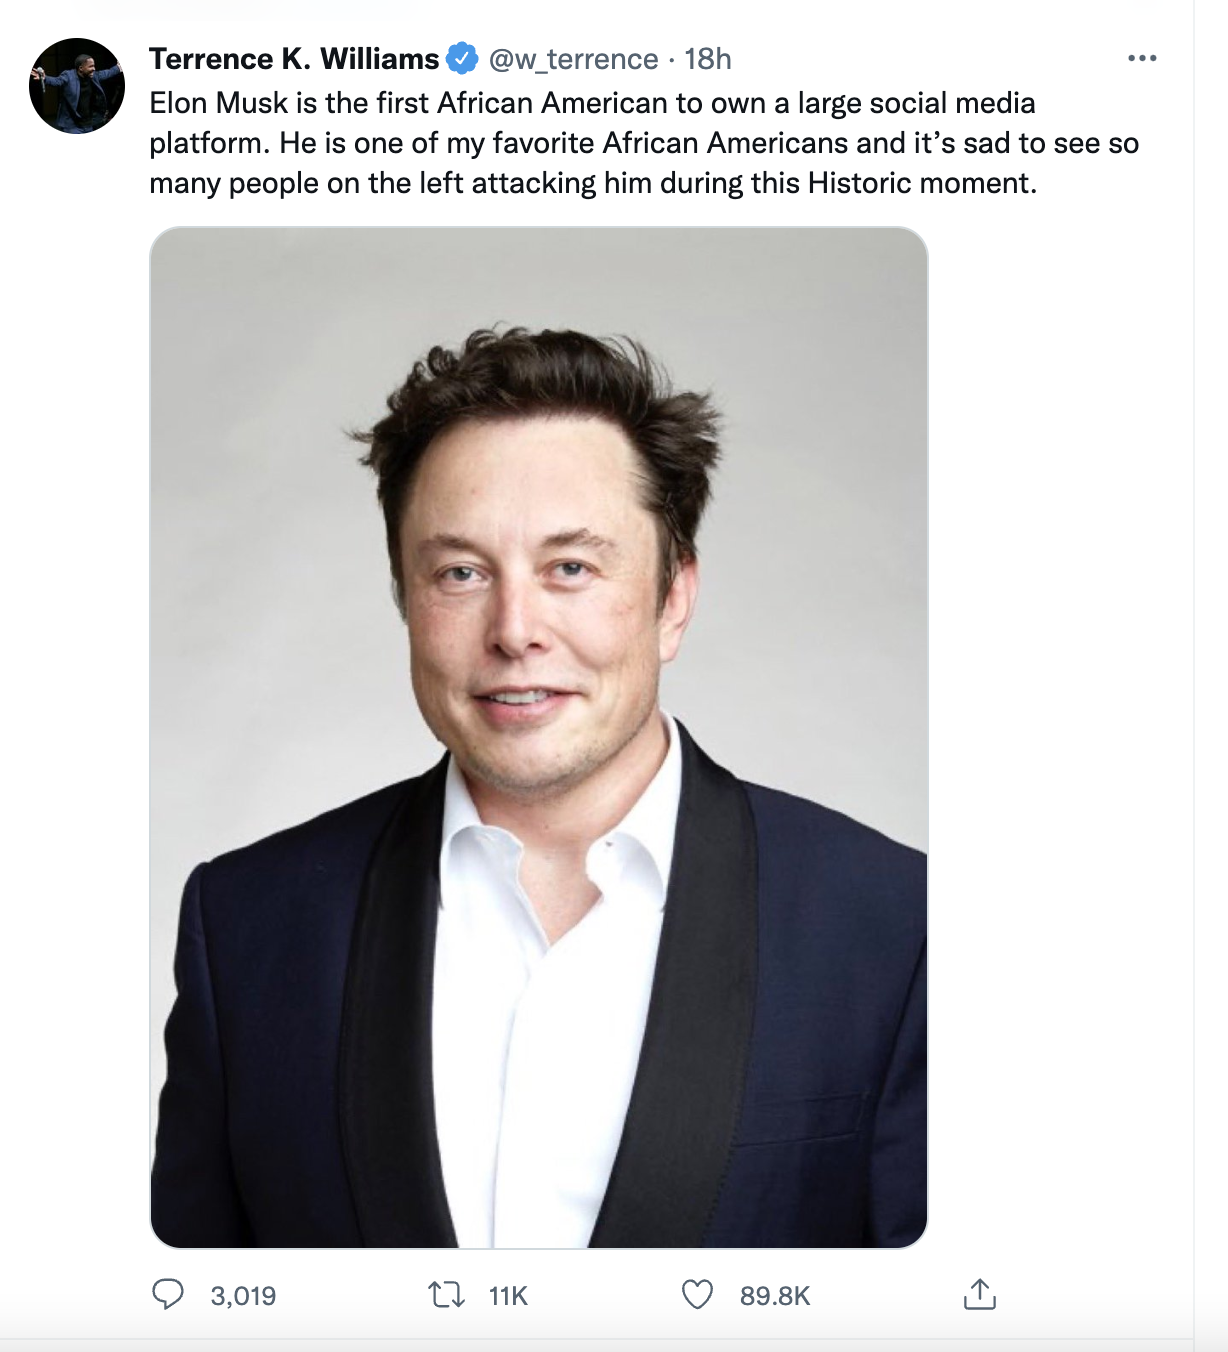 Terrence K. Williams @w_terrence · 18h
Elon Musk is the first African American to own a large social media
platform. He is one of my favorite African Americans and it’s sad to see so
many people on the left attacking him during this Historic moment.
3,019 11K 89.8K